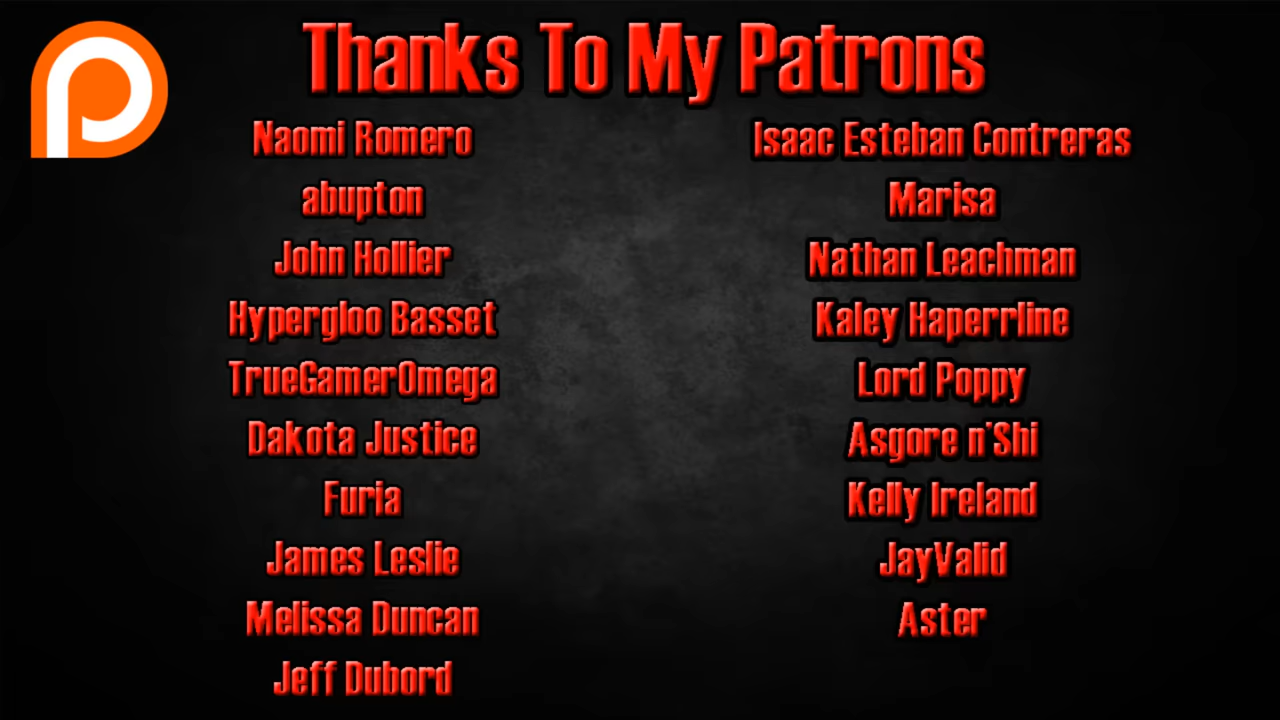 Thanks To My Patrons
Naomi Romero
abupton
John Hollier
Hypergloo Basset
TrueGamerOmega
Dakota Justice
Furia
James Leslie
Melissa Duncan
Jeff Dubord
Isaac Esteban Contreras
Marisa
Nathan Leachman
Kaley Haperrline
Lord Poppy
Asgore n'Shi
Kelly Ireland
JayValid
Aster